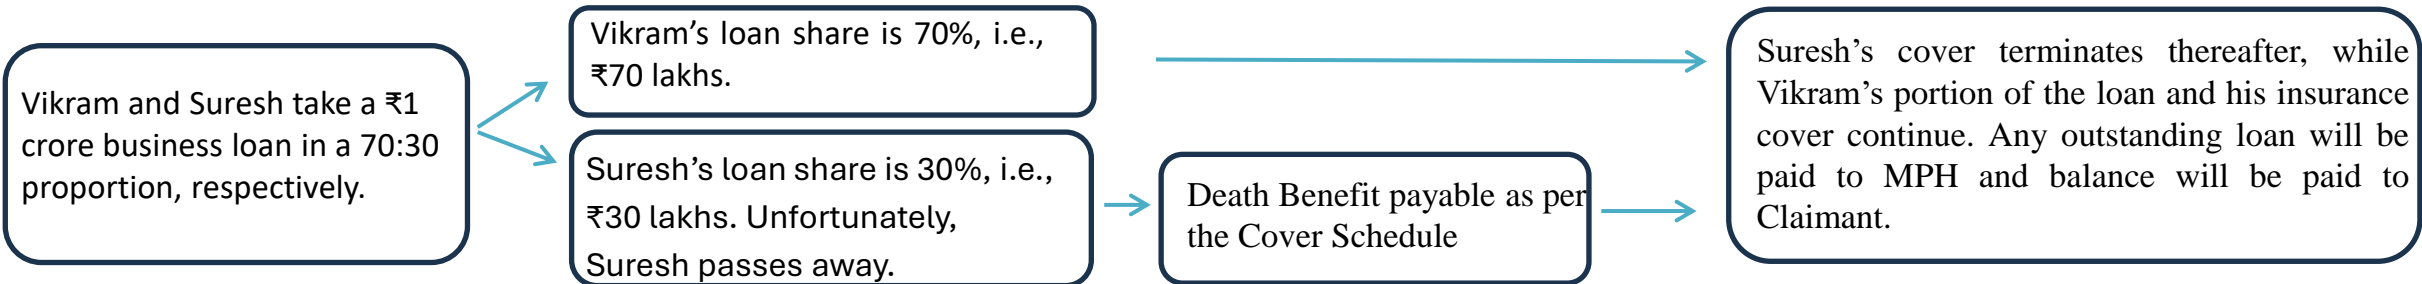 Vikram and Suresh take a ₹1
crore business loan in a 70:30
proportion, respectively.
Vikram’s loan share is 70%, i.e.,
₹70 lakhs.
Suresh’s loan share is 30%, i.e.,
₹30 lakhs. Unfortunately,
Suresh passes away.
Death Benefit payable as per
the Cover Schedule
Suresh’s cover terminates thereafter, while
Vikram’s portion of the loan and his insurance
cover continue. Any outstanding loan will be
paid to MPH and balance will be paid to
Claimant.